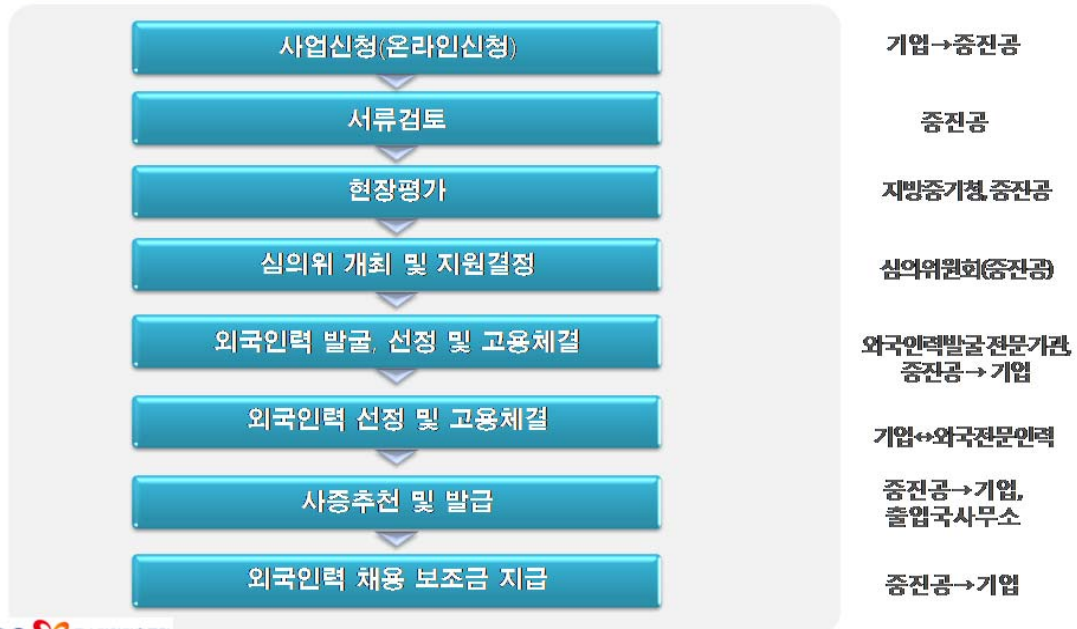 사업신청(온라인신청)
기업→중진공
서류검토
중진공
현장평가
지방중기청, 중진공
심의위 개최 및 지원결정
심의위원회(중진공)
외국인력 발굴, 선정 및 고용체결
외국인력발굴 전문기관,
중진공→ 기업
외국인력 선정 및 고용체결
기업↔외국전문인력
사증추천 및 발급
중진공→기업,
출입국사무소
외국인력 채용 보조금 지급
중진공→기업